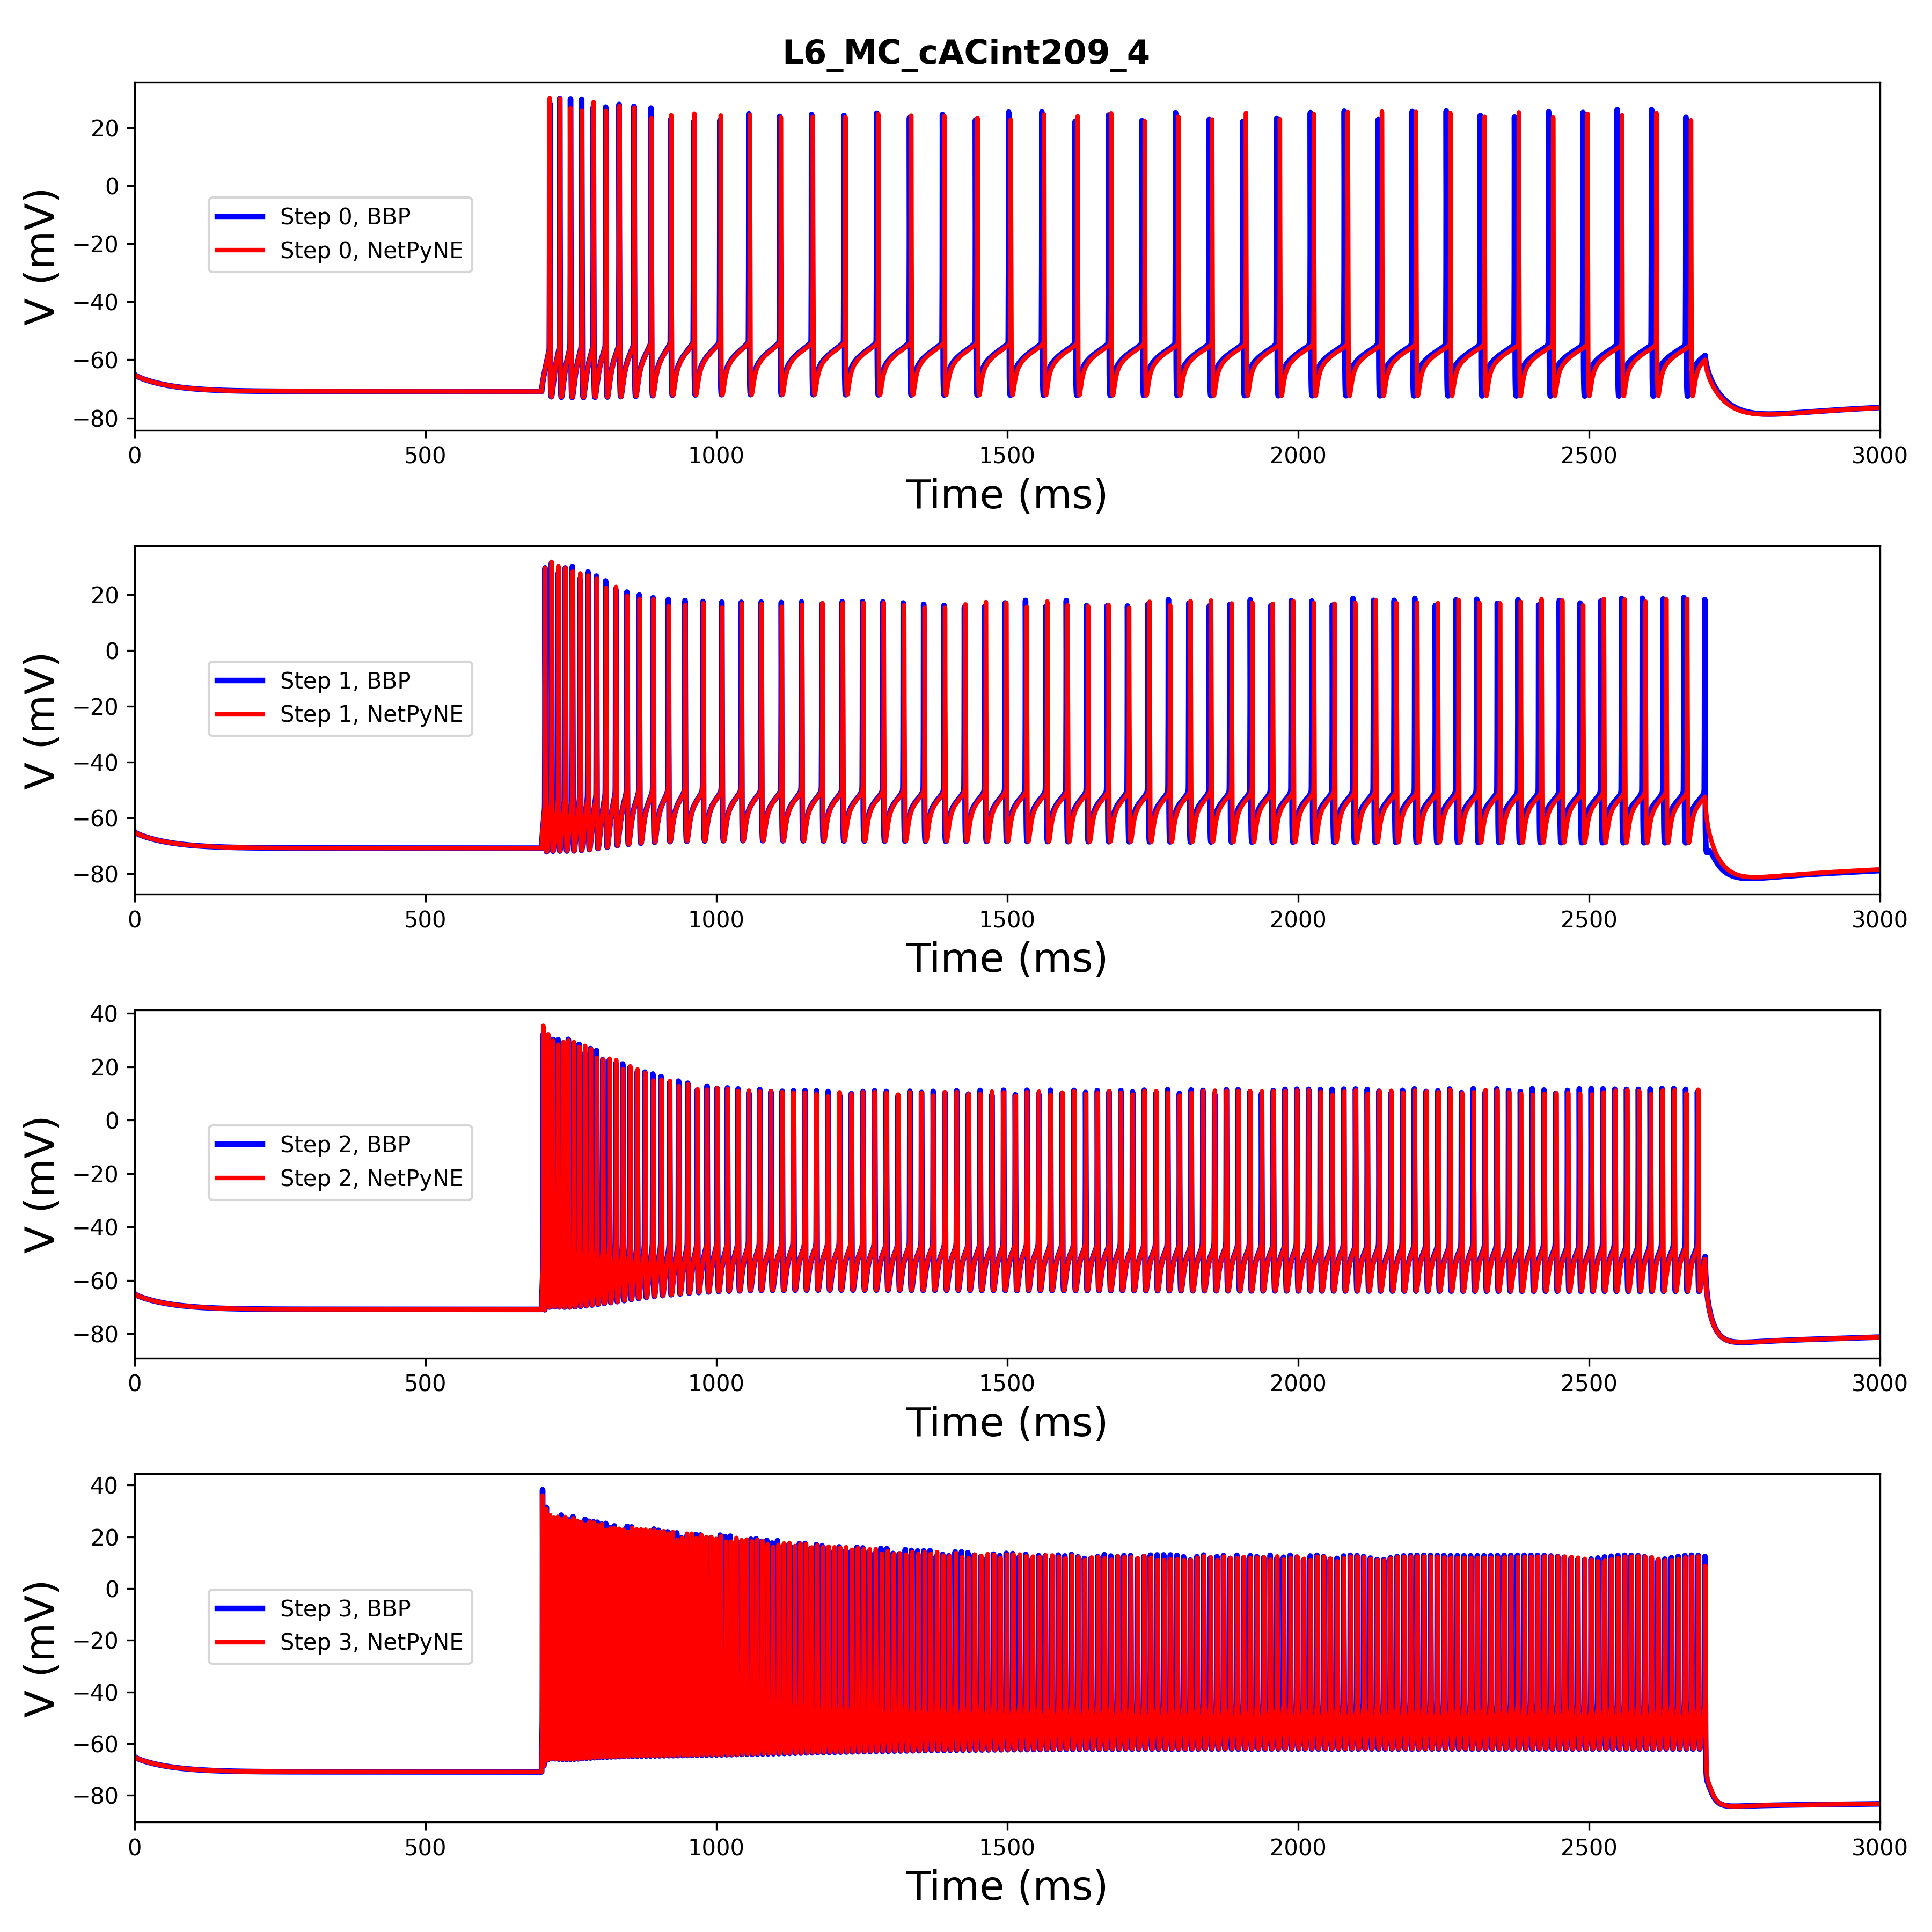 L6_MC_cACint209_4
20
0
−20
−40
−60
−80
V (mV)
Step 0, BBP
Step 0, NetPyNE
0 500 1000 1500 2000 2500 3000
Time (ms)
20
0
−20
−40
−60
−80
V (mV)
Step 1, BBP
Step 1, NetPyNE
0 500 1000 1500 2000 2500 3000
Time (ms)
40
20
0
−20
−40
−60
−80
V (mV)
Step 2, BBP
Step 2, NetPyNE
0 500 1000 1500 2000 2500 3000
Time (ms)
40
20
0
−20
−40
−60
−80
V (mV)
Step 3, BBP
Step 3, NetPyNE
0 500 1000 1500 2000 2500 3000
Time (ms)